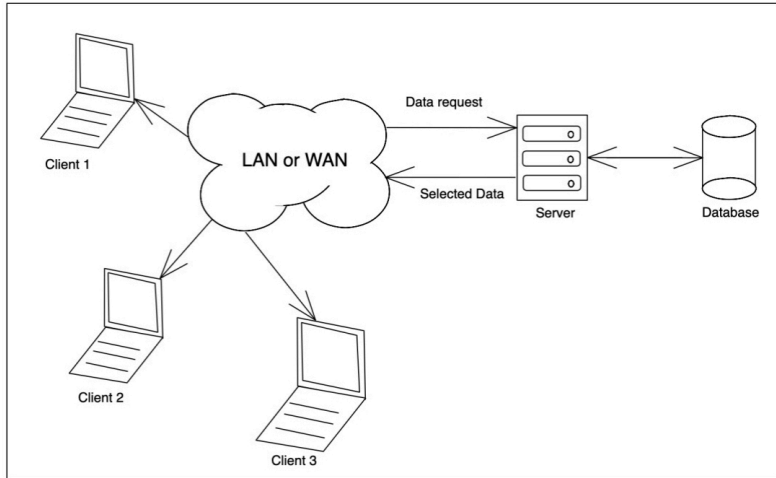 Client 1
LAN or WAN
Data request
Selected Data
Server
Database
Client 2
Client 3